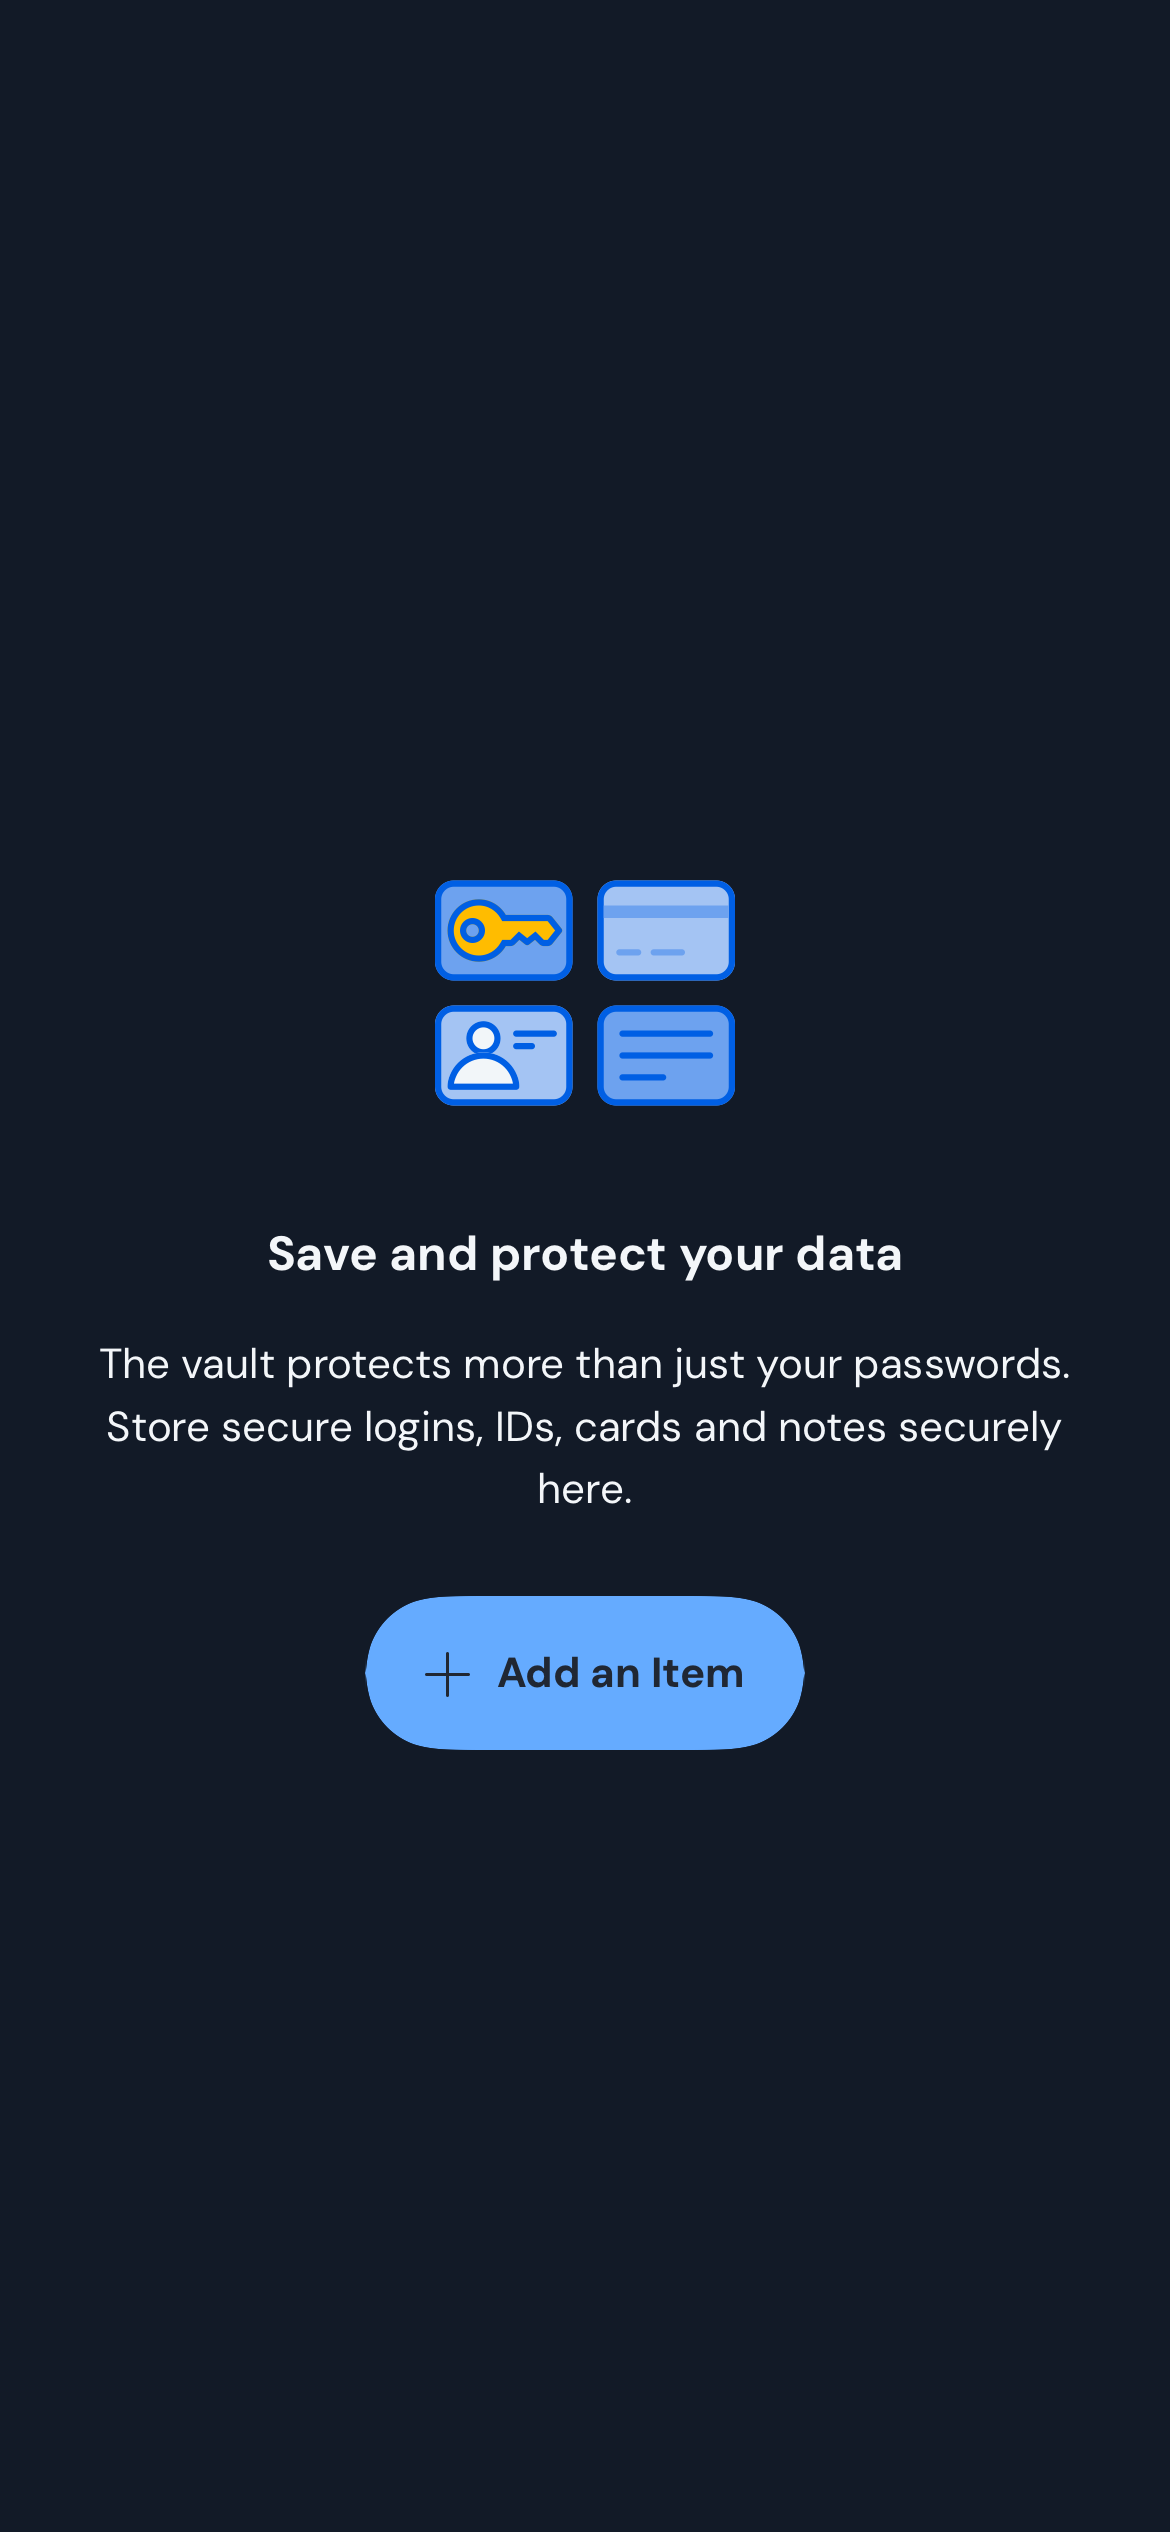 Save and protect your data
The vault protects more than just your passwords.
Store secure logins, IDs, cards and notes securely
here.
Add an Item